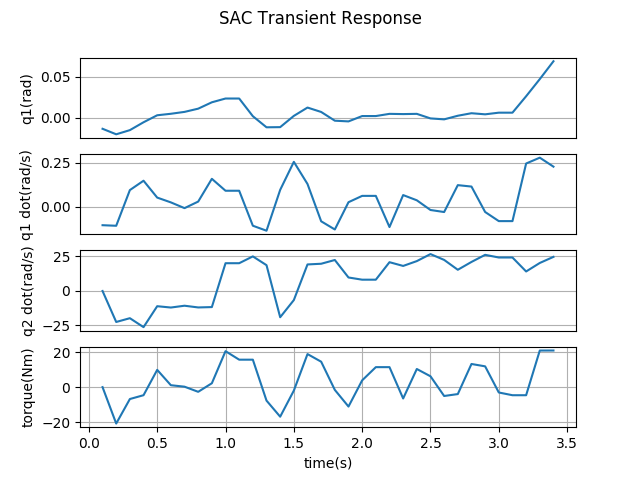 SAC Transient Response
q1(rad)
0.05
0.00
q1 dot(rad/s)
0.25
0.00
q2 dot(rad/s)
25
0
−25
torque(Nm)
20
0
−20
0.0 0.5 1.0 1.5 2.0 2.5 3.0 3.5
time(s)